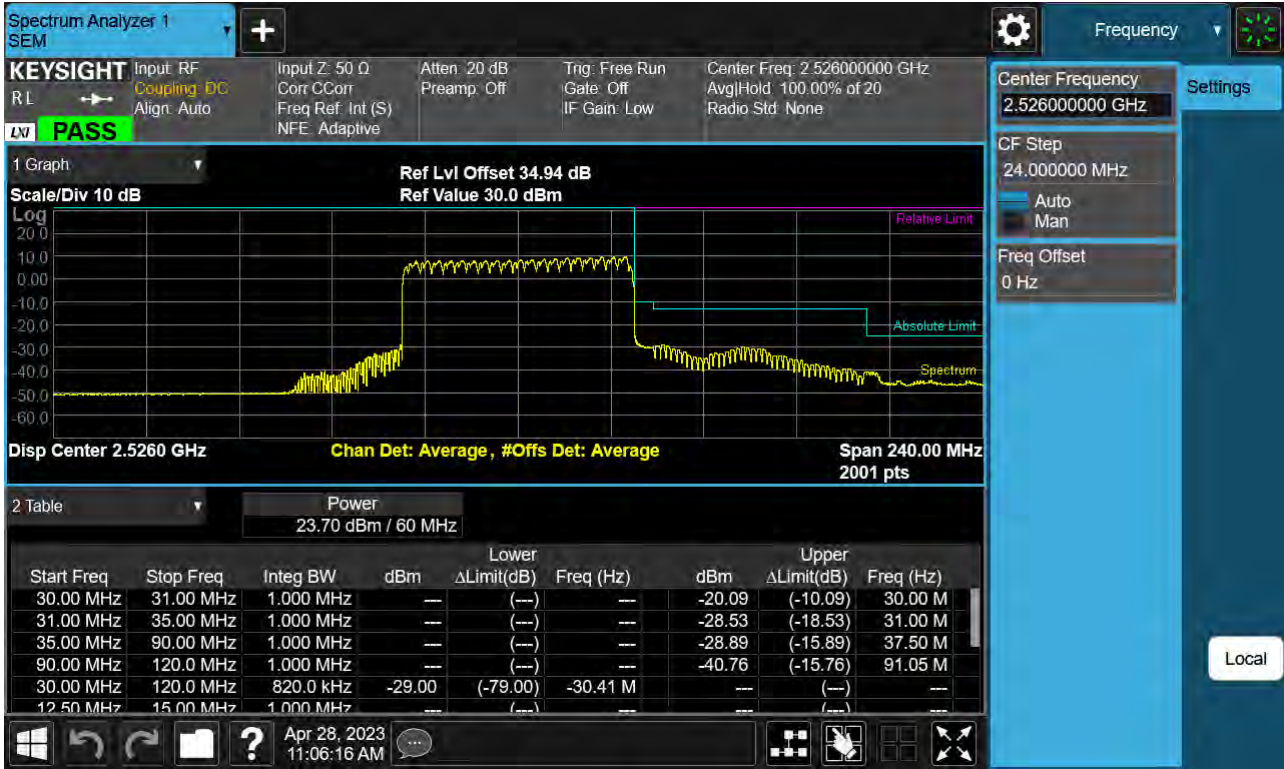 Spectrum Analyzer 1
SEM
Frequency
KEYSIGHT
RL
LXI
PASS
Input: RF
Coupling: DC
Align: Auto
Input Z: 50 Ω
Corr CCorr
Freq Ref: Int (S)
NFE: Adaptive
Atten: 20 dB
Preamp: Off
Trig: Free Run
Gate: Off
IF Gain: Low
Center Freq: 2.526000000 GHz
Avg|Hold: 100.00% of 20
Radio Std: None
Center Frequency
2.526000000 GHz
Settings
CF Step
24.000000 MHz
Auto
Man
Freq Offset
0 Hz
Local
1 Graph
Scale/Div 10 dB
Ref Lvl Offset 34.94 dB
Ref Value 30.0 dBm
Log
Relative Limit
20.0
10.0
0.00
-10.0
-20.0
Absolute Limit
-30.0
-40.0
Spectrum
-50.0
-60.0
Disp Center 2.5260 GHz
Chan Det: Average, #Offs Det: Average
Span 240.00 MHz
2001 pts
2 Table
Power
23.70 dBm / 60 MHz
Lower Upper
Start Freq Stop Freq Integ BW dBm ΔLimit(dB) Freq (Hz) dBm ΔLimit(dB) Freq (Hz)
30.00 MHz 31.00 MHz 1.000 MHz --- (---) --- -20.09 (-10.09) 30.00 M
31.00 MHz 35.00 MHz 1.000 MHz --- (---) --- -28.53 (-18.53) 31.00 M
35.00 MHz 90.00 MHz 1.000 MHz --- (---) --- -28.89 (-15.89) 37.50 M
90.00 MHz 120.0 MHz 1.000 MHz --- (---) --- -40.76 (-15.76) 91.05 M
30.00 MHz 120.0 MHz 820.0 kHz -29.00 (-79.00) -30.41 M --- (---) ---
12.50 MHz 15.00 MHz 1.000 MHz --- (---) --- --- (---) ---
?
Apr 28, 2023
11:06:16 AM